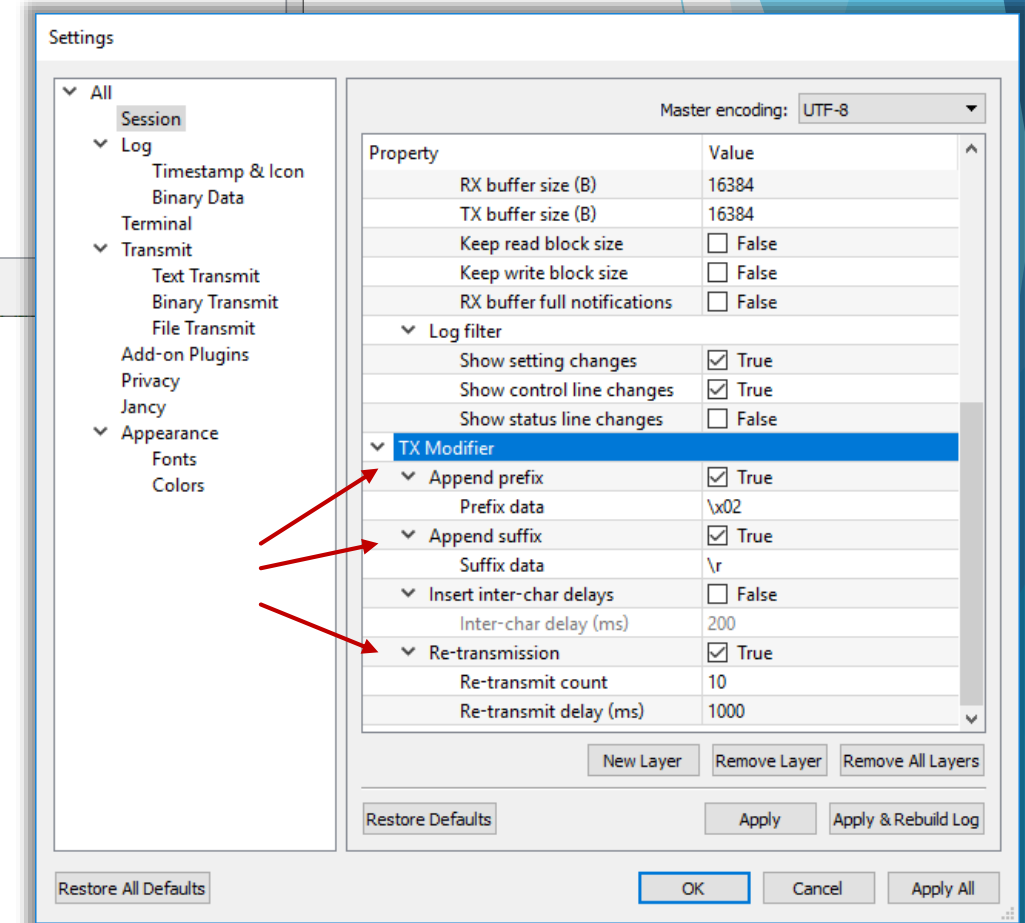 Settings
All
Session
Log
Timestamp & Icon
Binary Data
Terminal
Transmit
Text Transmit
Binary Transmit
File Transmit
Add-on Plugins
Privacy
Jancy
Appearance
Fonts
Colors
Master encoding: UTF-8
Property Value
RX buffer size (B) 16384
TX buffer size (B) 16384
Keep read block size False
Keep write block size False
RX buffer full notifications False
Log filter
Show setting changes True
Show control line changes True
Show status line changes False
TX Modifier
Append prefix True
Prefix data \x02
Append suffix True
Suffix data \r
Insert inter-char delays False
Inter-char delay (ms) 200
Re-transmission True
Re-transmit count 10
Re-transmit delay (ms) 1000
New Layer Remove Layer Remove All Layers
Restore Defaults Apply Apply & Rebuild Log
Restore All Defaults OK Cancel Apply All